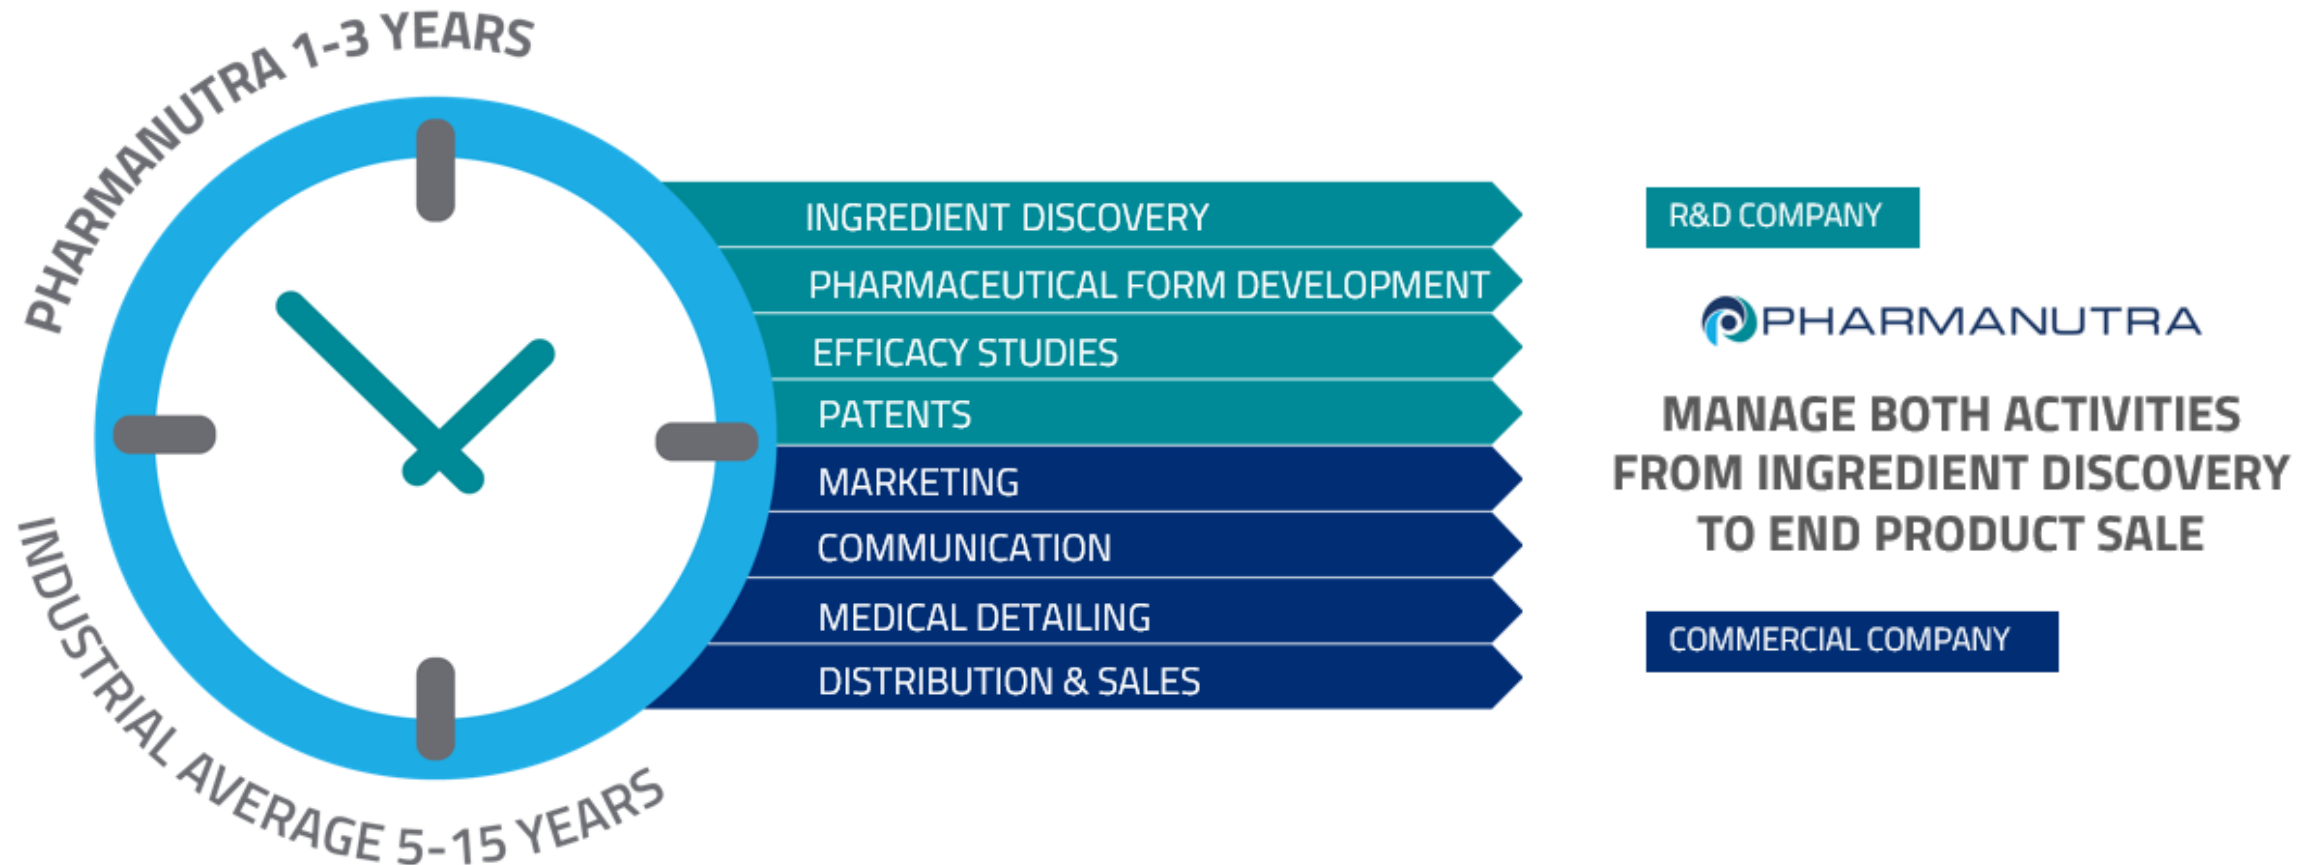 PHARMANUTRA 1-3 YEARS
INDUSTRIAL AVERAGE 5-15 YEARS
INGREDIENT DISCOVERY
PHARMACEUTICAL FORM DEVELOPMENT
EFFICACY STUDIES
PATENTS
MARKETING
COMMUNICATION
MEDICAL DETAILING
DISTRIBUTION & SALES
R&D COMPANY
PHARMANUTRA
MANAGE BOTH ACTIVITIES
FROM INGREDIENT DISCOVERY
TO END PRODUCT SALE
COMMERCIAL COMPANY